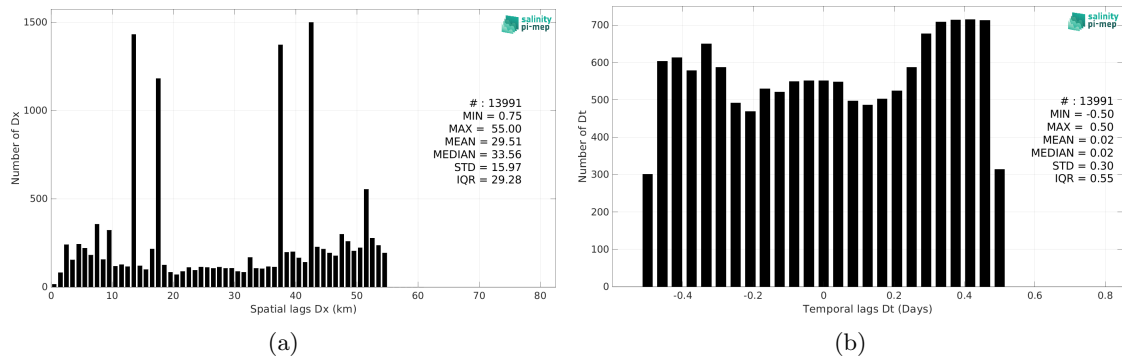 1500
1000
500
0
0
10
20
30
40
50
60
70
80
Number of Dx
Spatial lags Dx (km)
salinity
pi-mep
# : 13991
MIN = 0.75
MAX = 55.00
MEAN = 29.51
MEDIAN = 33.56
STD = 15.97
IQR = 29.28
(a)
700
600
500
400
300
200
100
0
-0.4
-0.2
0
0.2
0.4
0.6
0.8
Number of Dt
Temporal lags Dt (Days)
salinity
pi-mep
# : 13991
MIN = -0.50
MAX = 0.50
MEAN = 0.02
MEDIAN = 0.02
STD = 0.30
IQR = 0.55
(b)